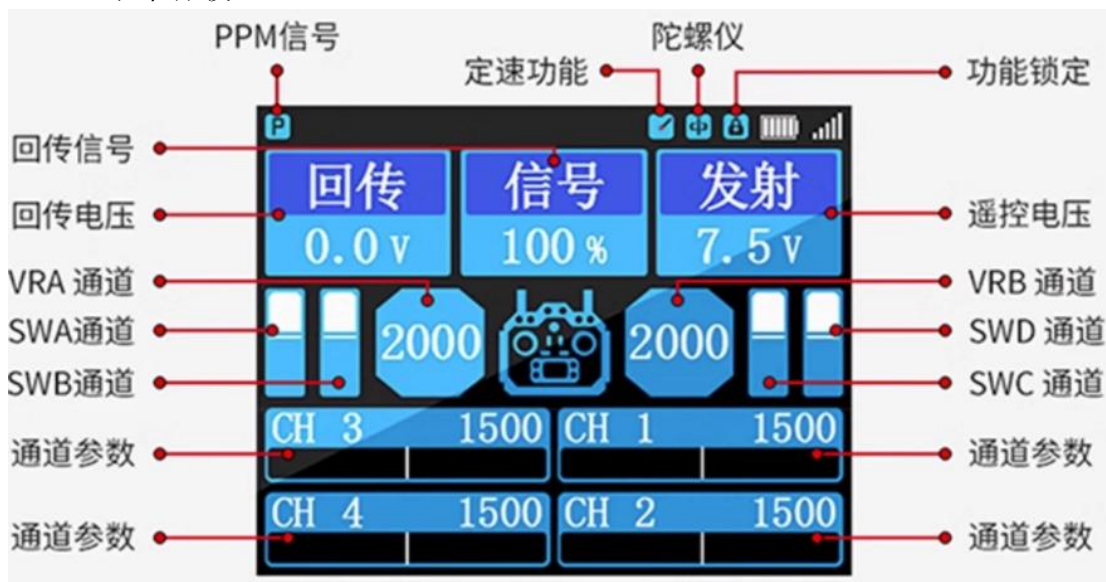 PPM信号
陀螺仪
定速功能
功能锁定
P
回传信号
回传 信号 发射
回传电压
遥控电压
0.0V 100% 7.5V
VRA 通道
VRB 通道
SWA通道
2000 2000
SWD 通道
SWB通道
SWC 通道
CH 3 1500 CH 1 1500
通道参数
通道参数
CH 4 1500 CH 2 1500
通道参数
通道参数